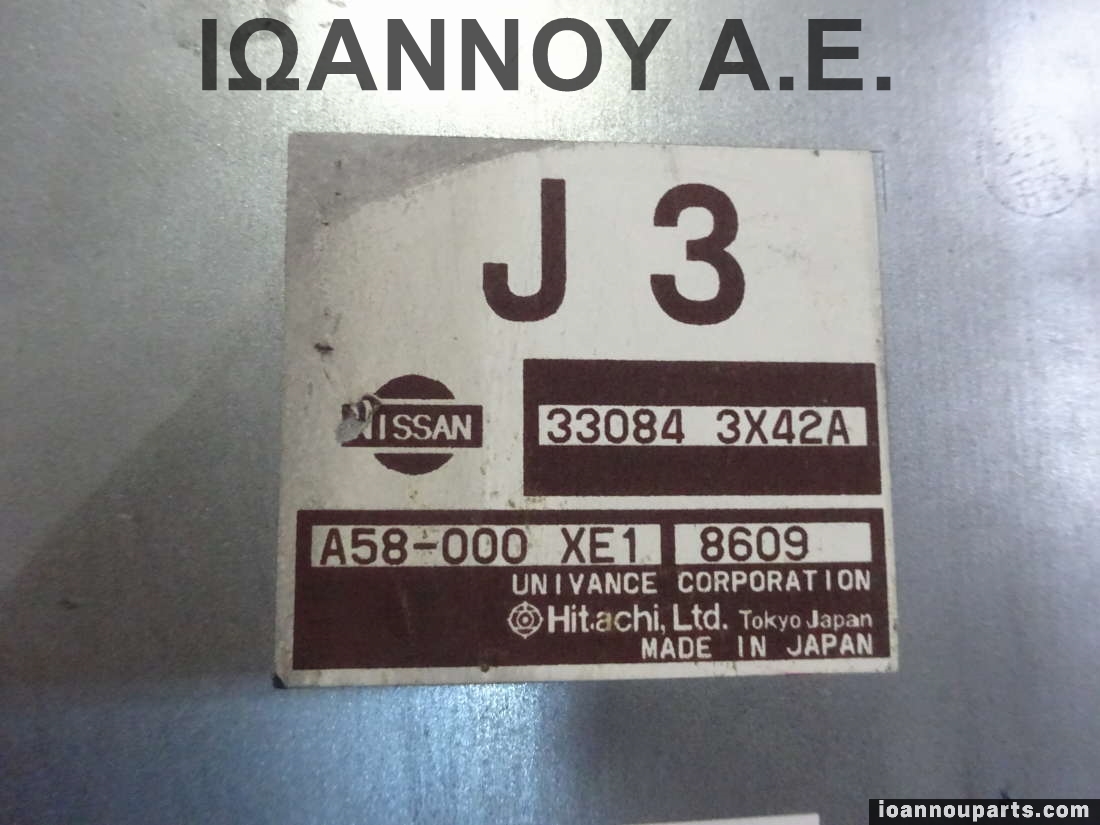 ΙΩΑΝΝΟΥ Α.Ε.
J 3
NISSAN
33084 3X42A
A58-000 XE1 8609
UNIVANCE CORPORATION
Hitachi, Ltd. Tokyo Japan
MADE IN JAPAN
ioannouparts.com